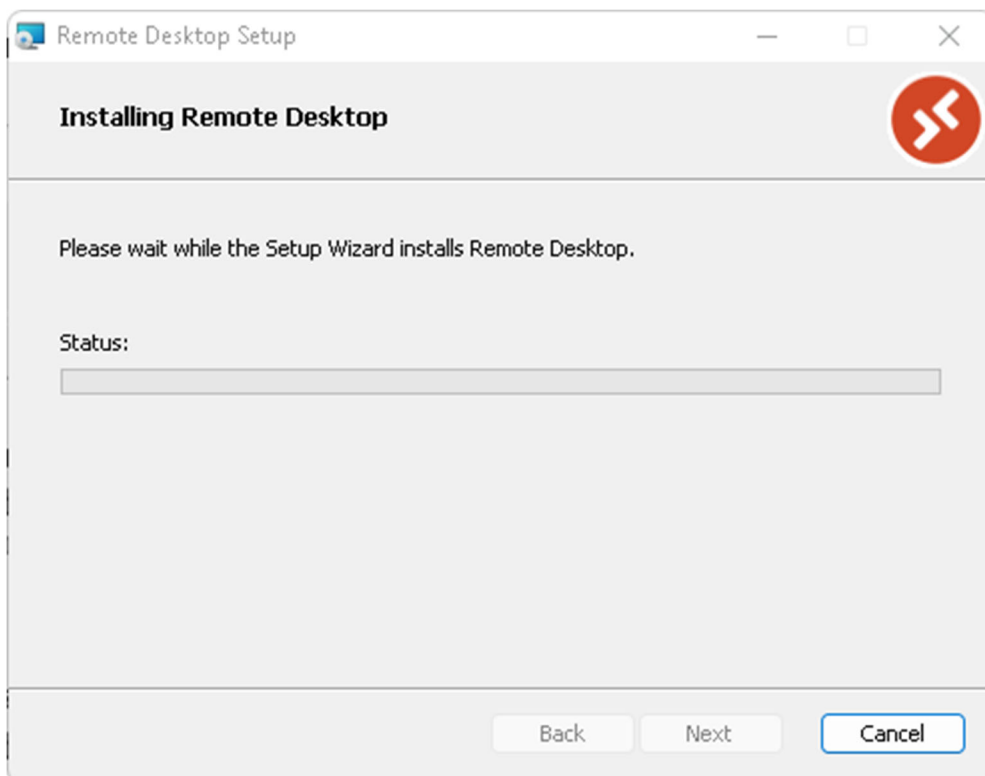 Remote Desktop Setup
Installing Remote Desktop
Please wait while the Setup Wizard installs Remote Desktop.
Status:
Back Next Cancel